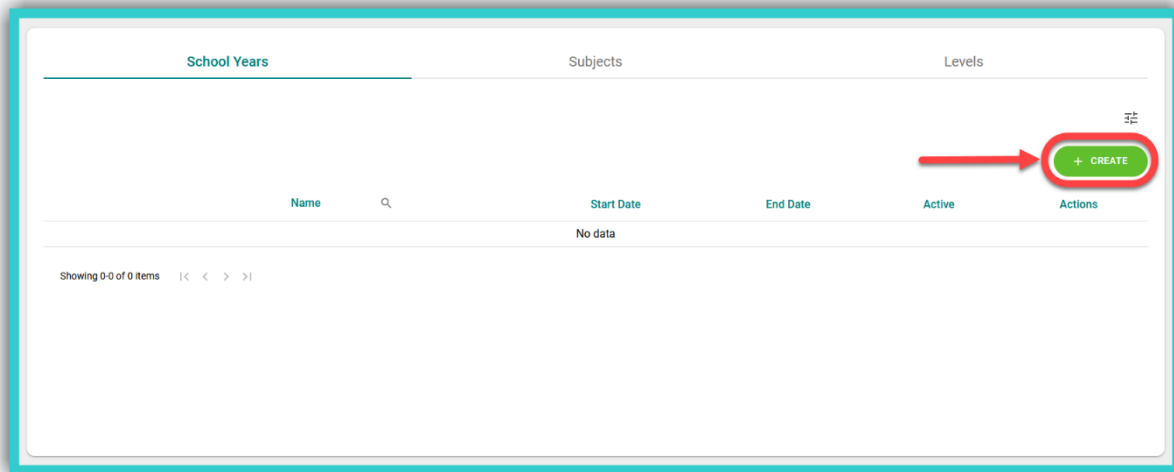 School Years Subjects Levels
+ CREATE
Name Start Date End Date Active Actions
No data
Showing 0-0 of 0 items |< < > >|